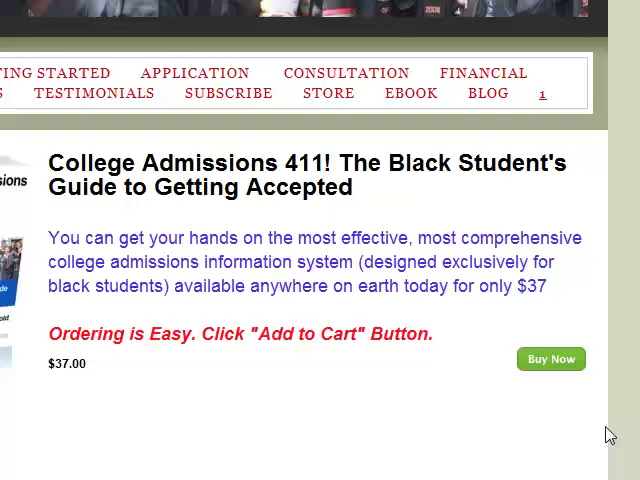 TING STARTED APPLICATION CONSULTATION FINANCIAL
S TESTIMONIALS SUBSCRIBE STORE EBOOK BLOG 1
College Admissions 411! The Black Student's
Guide to Getting Accepted
You can get your hands on the most effective, most comprehensive
college admissions information system (designed exclusively for
black students) available anywhere on earth today for only $37
Ordering is Easy. Click "Add to Cart" Button.
$37.00
Buy Now